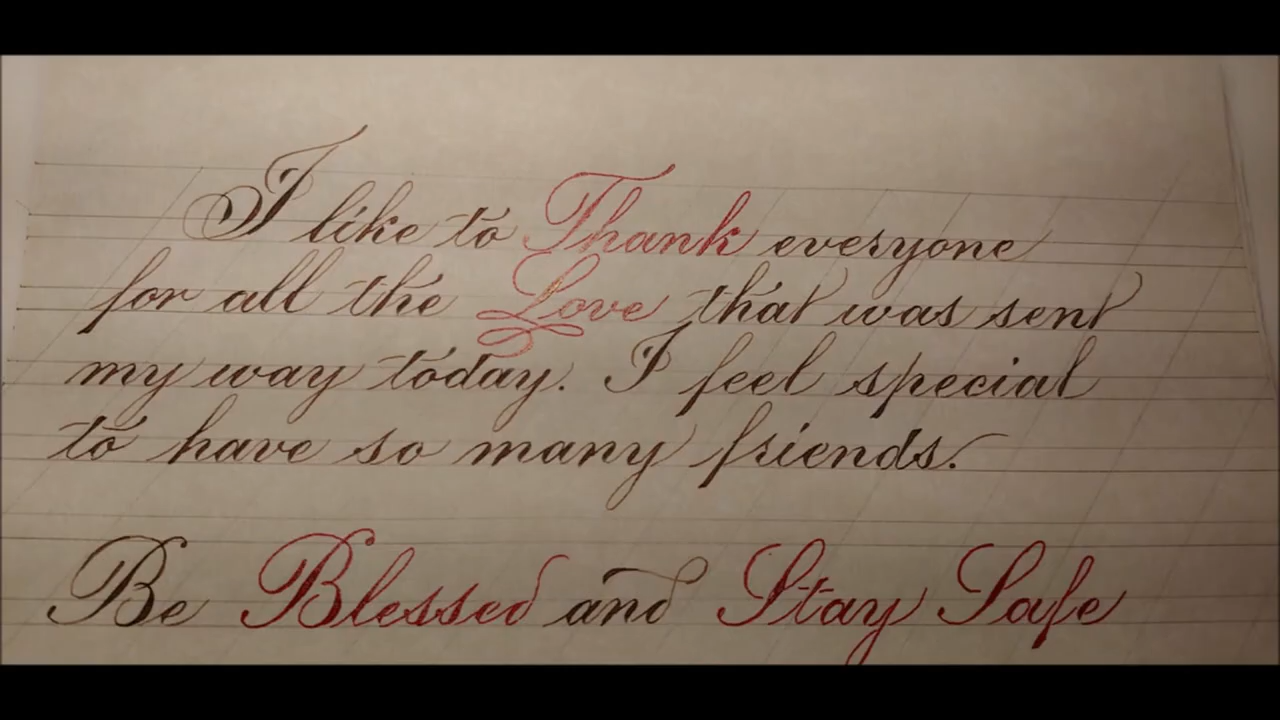 I like to Thank everyone
for all the Love that was sent
my way today. I feel special
to have so many friends.
Be Blessed and Stay Safe